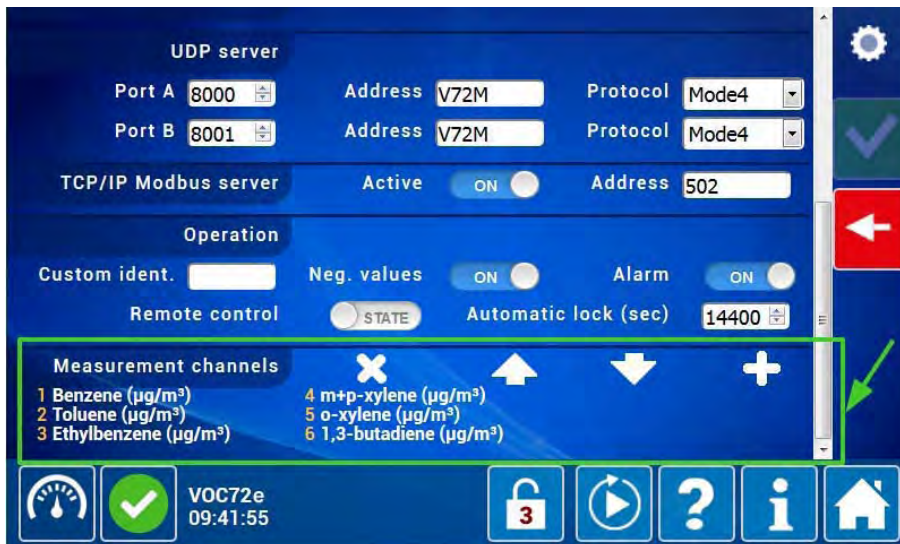 UDP server
Port A 8000 Address V72M Protocol Mode4
Port B 8001 Address V72M Protocol Mode4
TCP/IP Modbus server Active ON Address 502
Operation
Custom ident. Neg. values ON Alarm ON
Remote control STATE Automatic lock (sec) 14400
Measurement channels
1 Benzene (µg/m³) 4 m+p-xylene (µg/m³)
2 Toluene (µg/m³) 5 o-xylene (µg/m³)
3 Ethylbenzene (µg/m³) 6 1,3-butadiene (µg/m³)
VOC72e
09:41:55
3
?
i